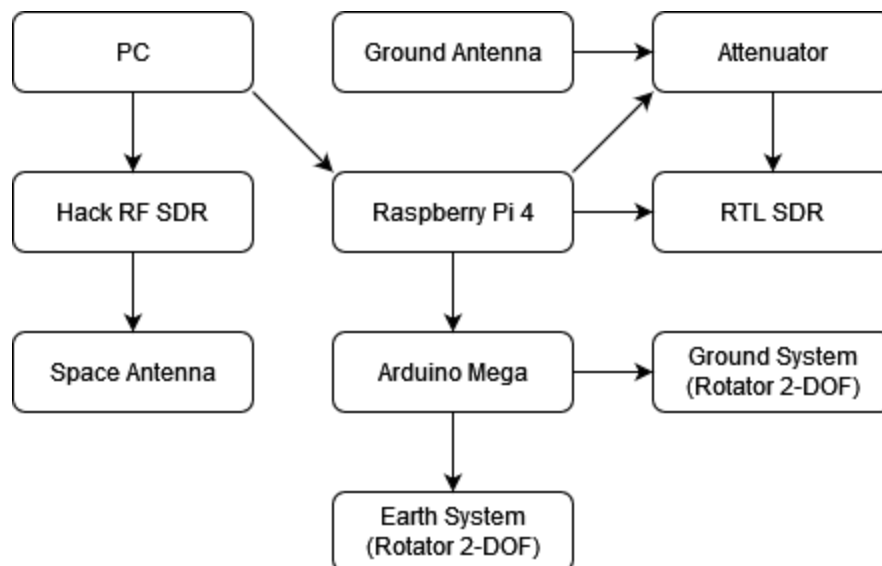 PC
Ground Antenna
Attenuator
Hack RF SDR
Raspberry Pi 4
RTL SDR
Space Antenna
Arduino Mega
Ground System
(Rotator 2-DOF)
Earth System
(Rotator 2-DOF)